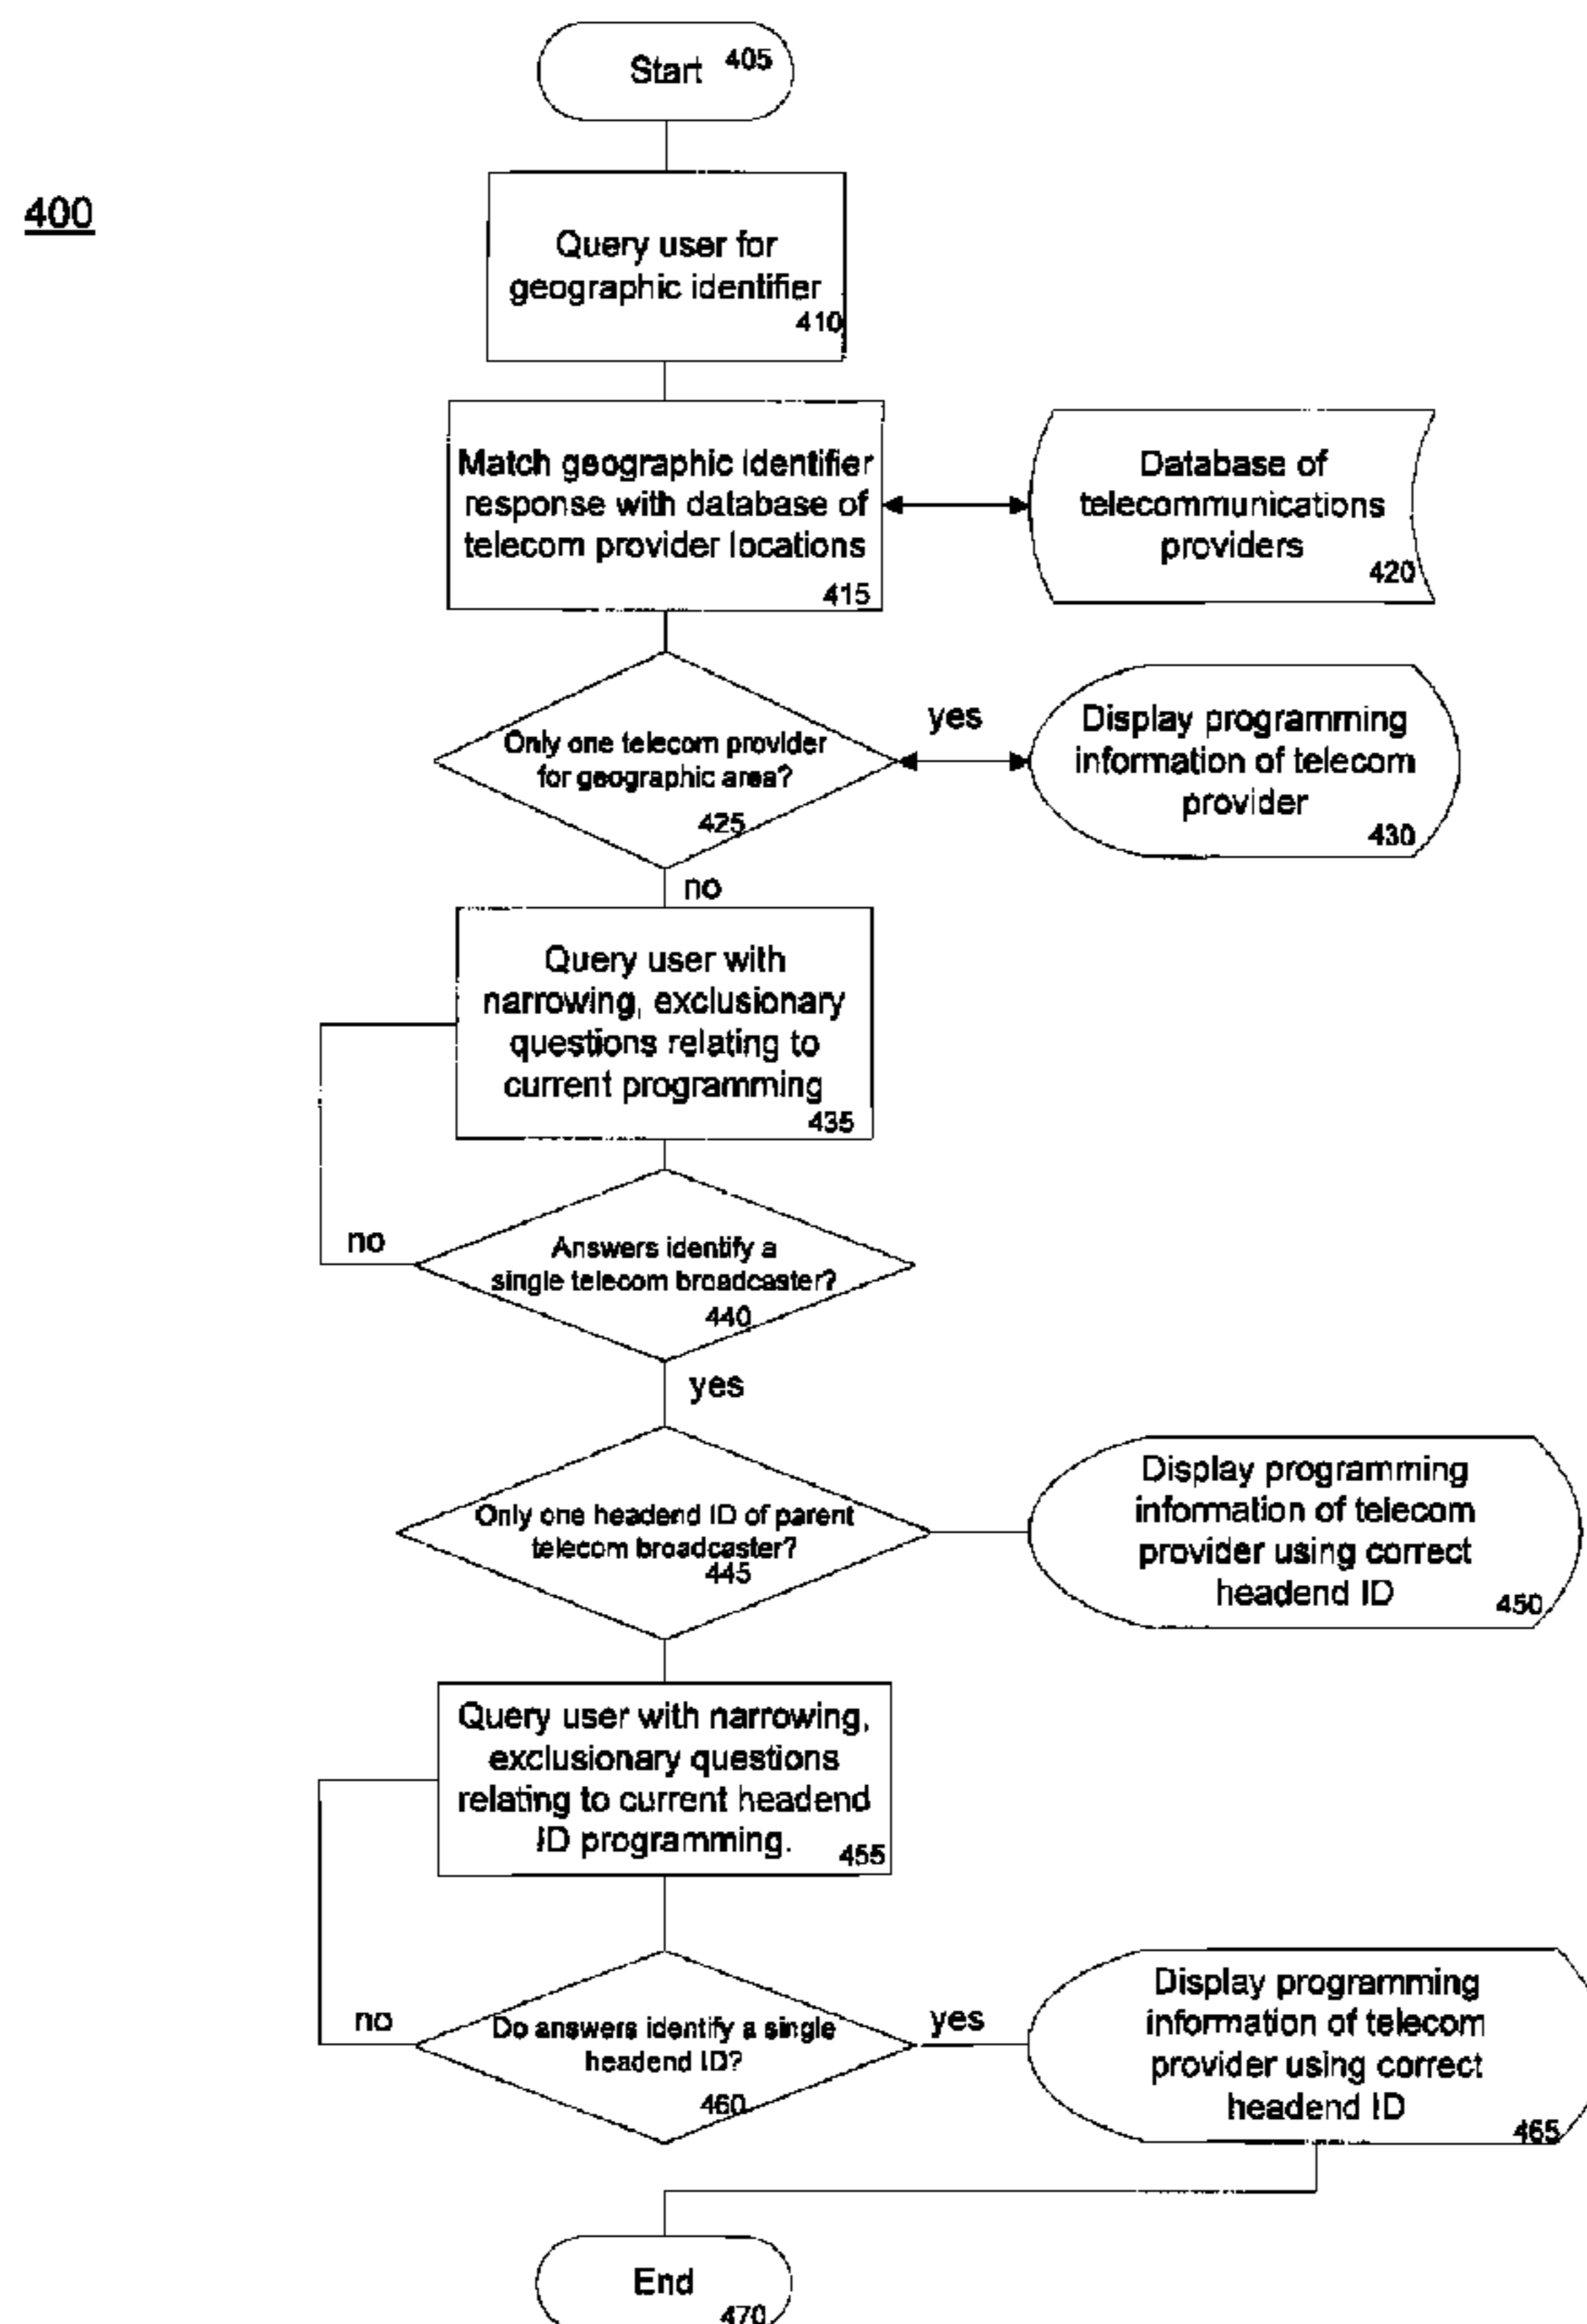 Start 405
400
Query user for
geographic identifier
410
Match geographic identifier
response with database of
telecom provider locations
415
Database of
telecommunications
providers
420
Only one telecom provider
for geographic area?
425
yes
Display programming
information of telecom
provider
430
no
Query user with
narrowing, exclusionary
questions relating to
current programming
435
no
Answers identify a
single telecom broadcaster?
440
yes
Only one headend ID of parent
telecom broadcaster?
445
Display programming
information of telecom
provider using correct
headend ID
450
Query user with narrowing,
exclusionary questions
relating to current headend
ID programming.
455
no
Do answers identify a single
headend ID?
460
yes
Display programming
information of telecom
provider using correct
headend ID
465
End
470